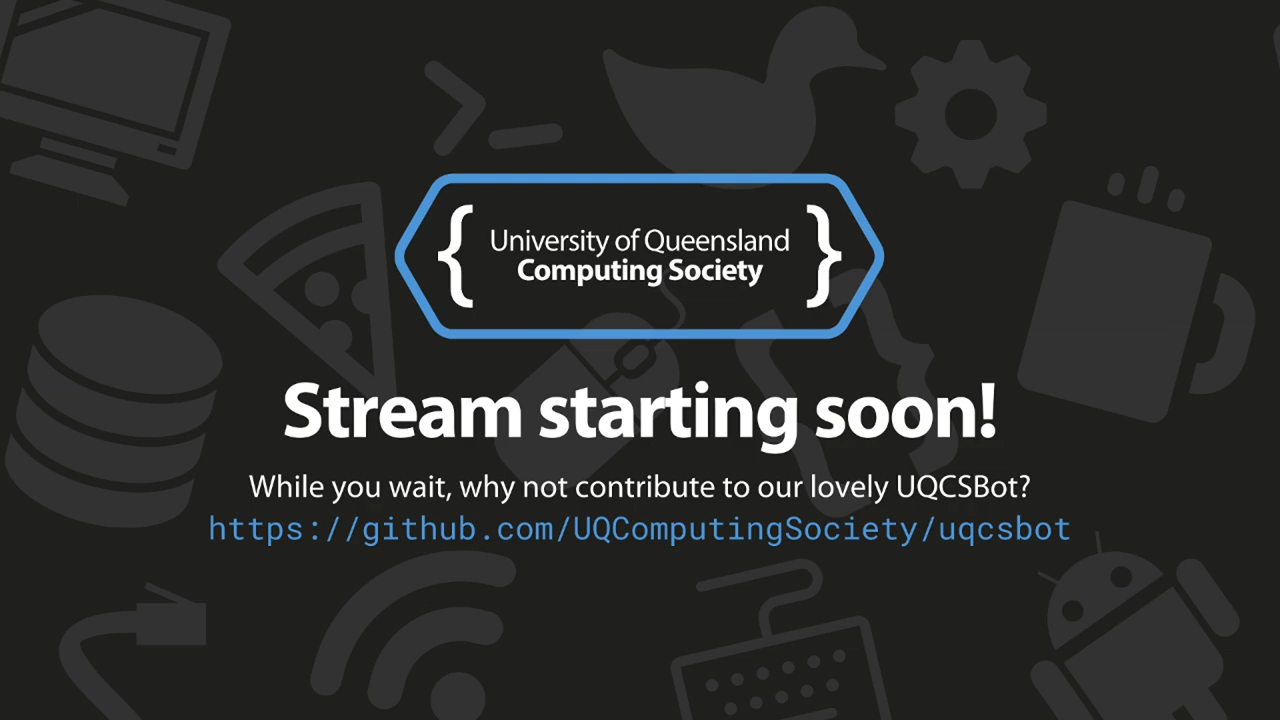 { University of Queensland }
Computing Society
Stream starting soon!
While you wait, why not contribute to our lovely UQCSBot?
https://github.com/UQComputingSociety/uqcsbot